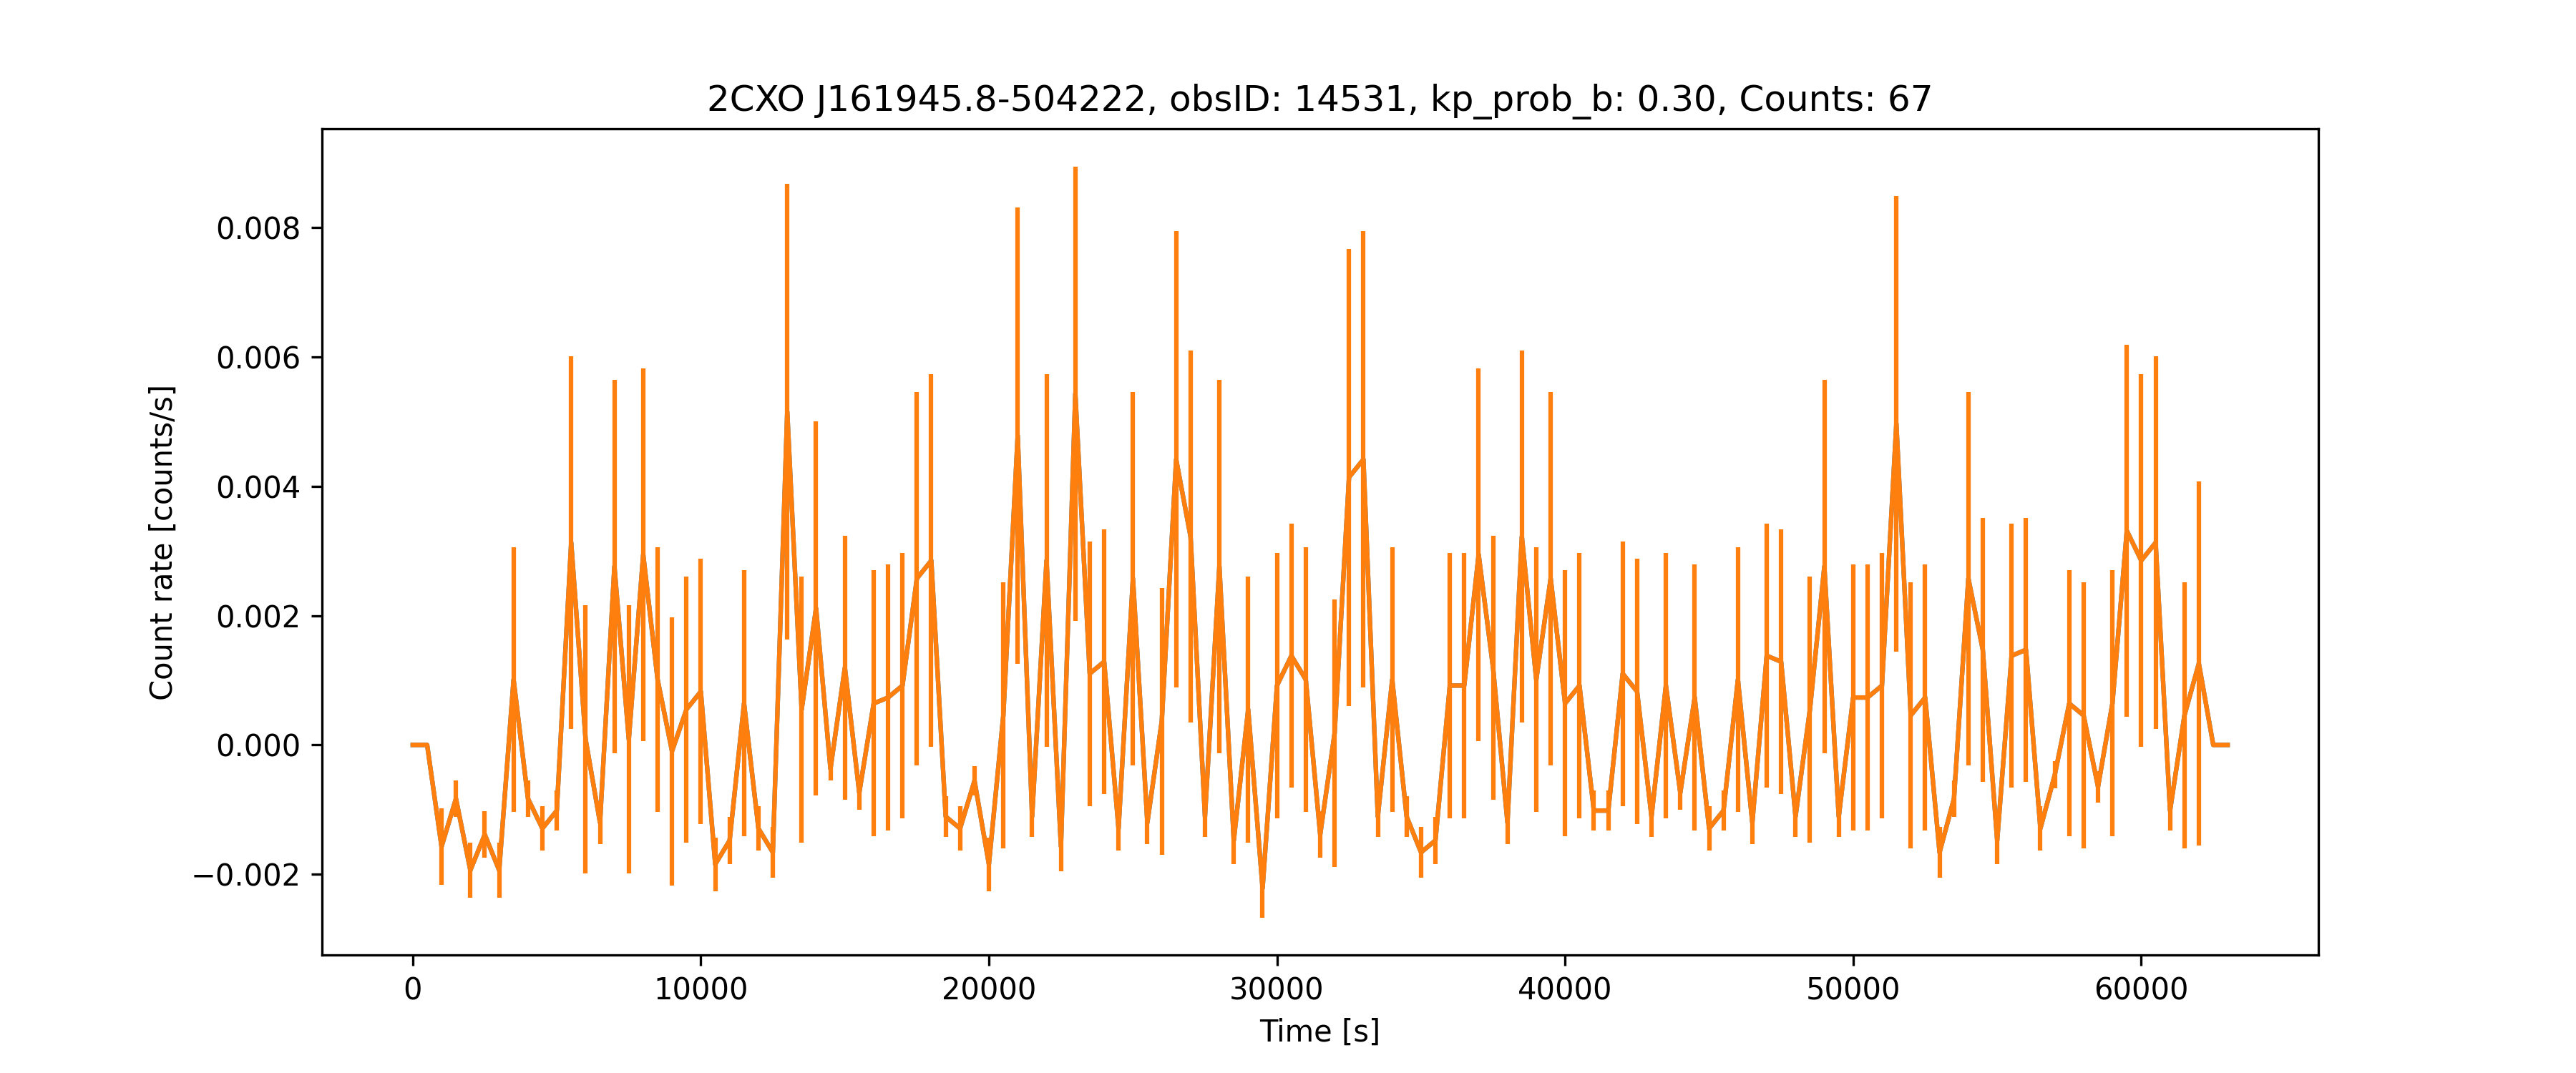 2CXO J161945.8-504222, obsID: 14531, kp_prob_b: 0.30, Counts: 67
Count rate [counts/s]
0.008
0.006
0.004
0.002
0.000
−0.002
0 10000 20000 30000 40000 50000 60000
Time [s]